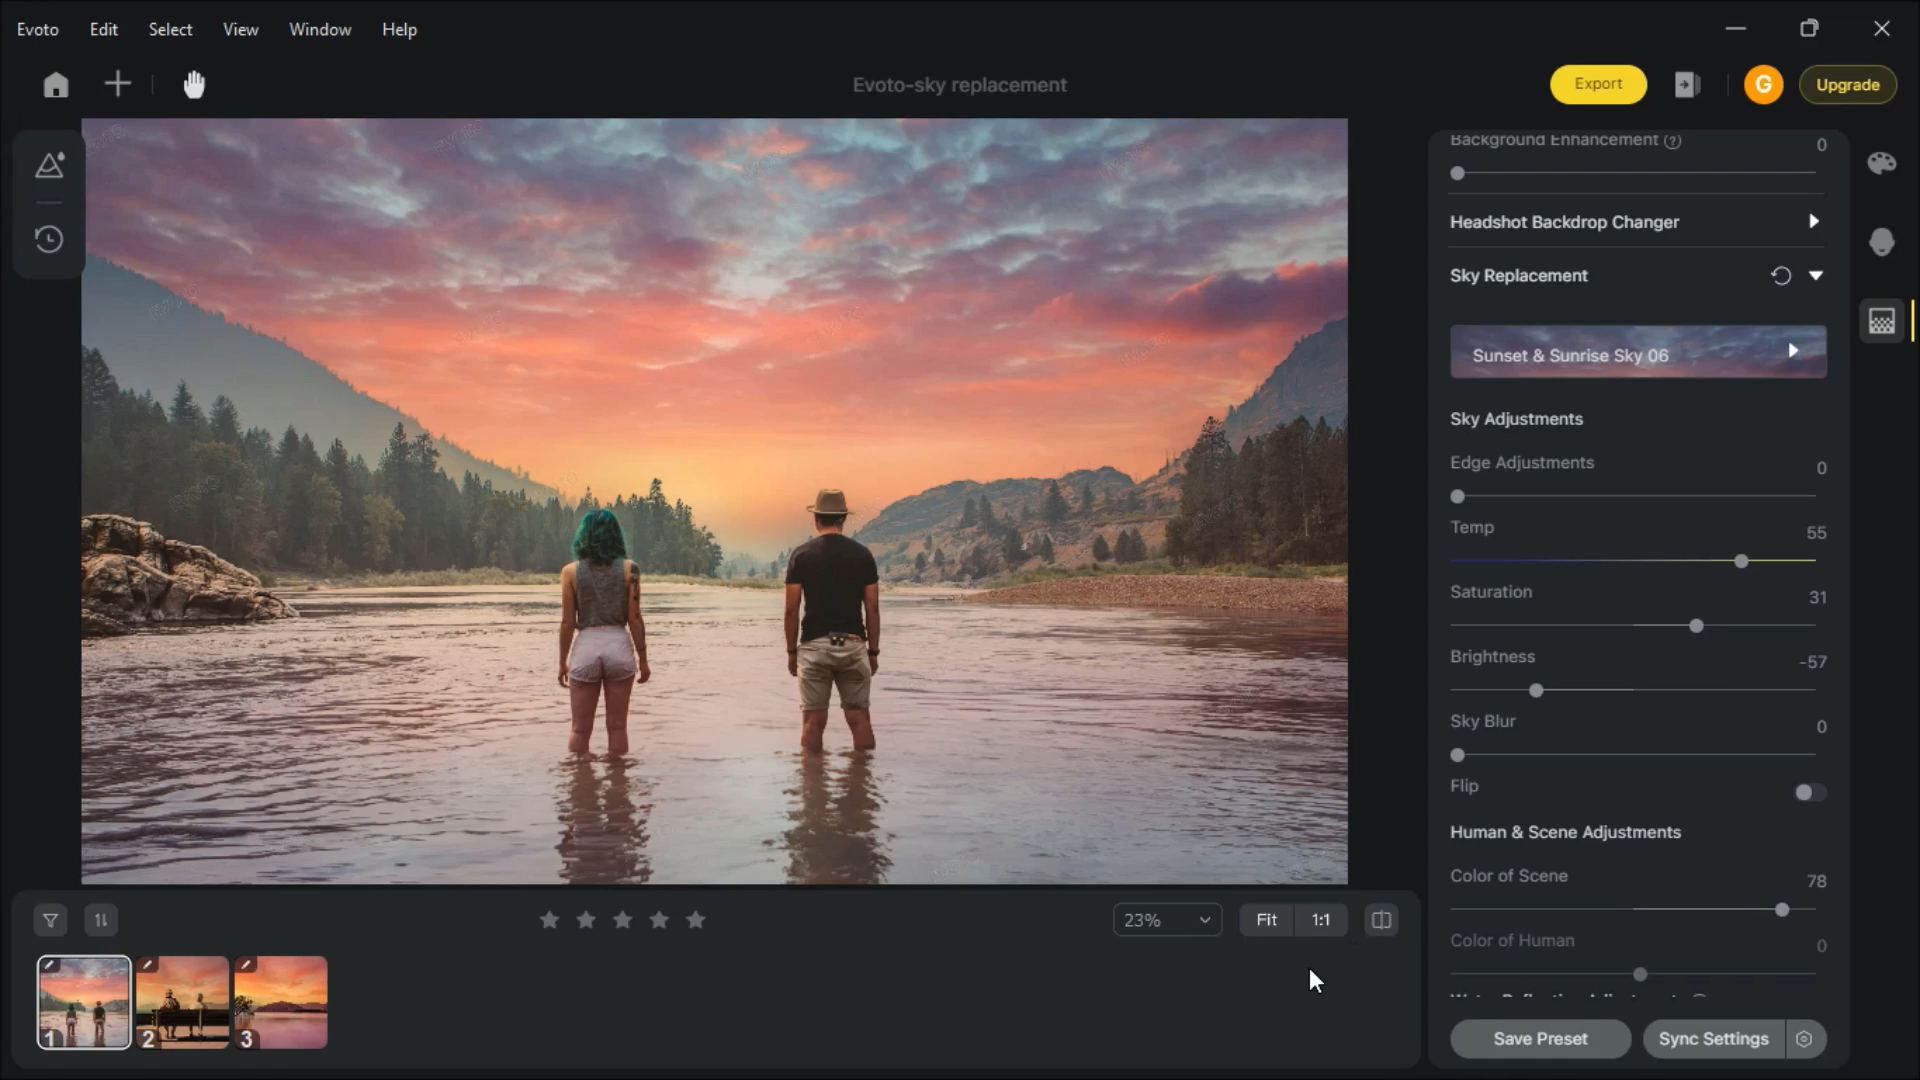 Evoto Edit Select View Window Help
Evoto-sky replacement
Export
G
Upgrade
Background Enhancement ?
0
Headshot Backdrop Changer
Sky Replacement
Sunset & Sunrise Sky 06
Sky Adjustments
Edge Adjustments 0
Temp 55
Saturation 31
Brightness -57
Sky Blur 0
Flip
Human & Scene Adjustments
Color of Scene 78
Color of Human 0
23% Fit 1:1
1 2 3
Save Preset Sync Settings